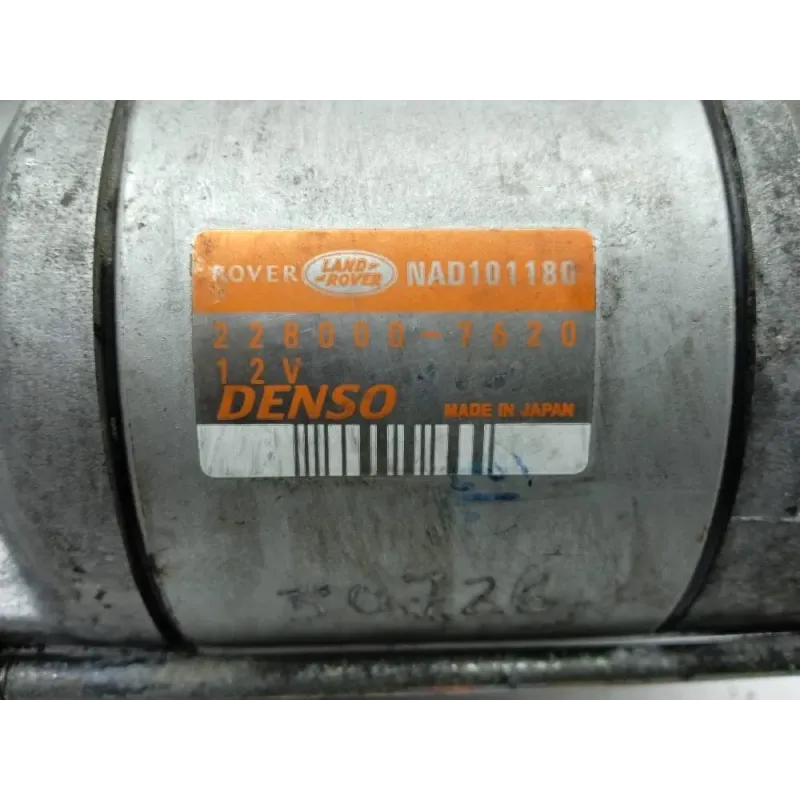 ROVER LAND ROVER NAD101180
228000-7620
12V
DENSO MADE IN JAPAN